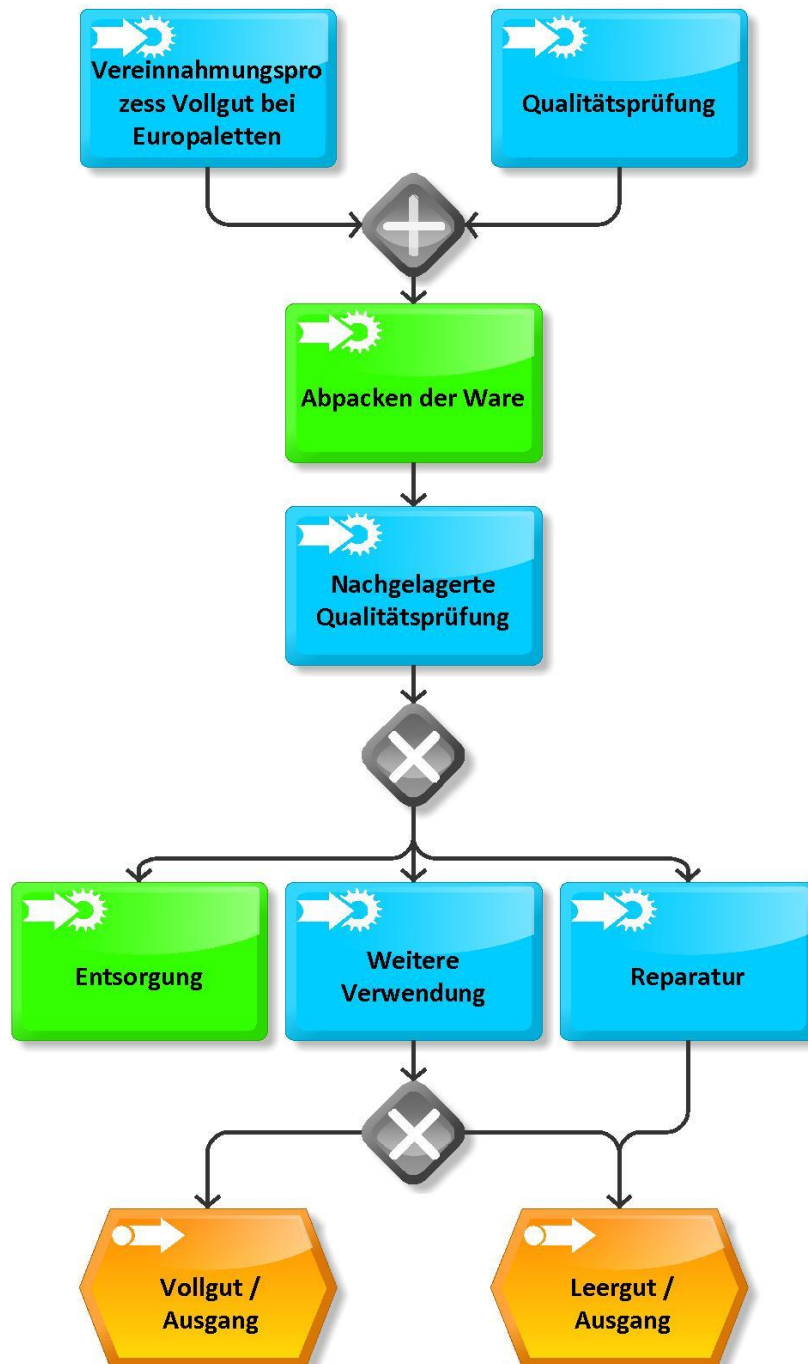 Vereinnahmungspro
zess Vollgut bei
Europaletten
Qualitätsprüfung
Abpacken der Ware
Nachgelagerte
Qualitätsprüfung
Entsorgung
Weitere
Verwendung
Reparatur
Vollgut /
Ausgang
Leergut /
Ausgang